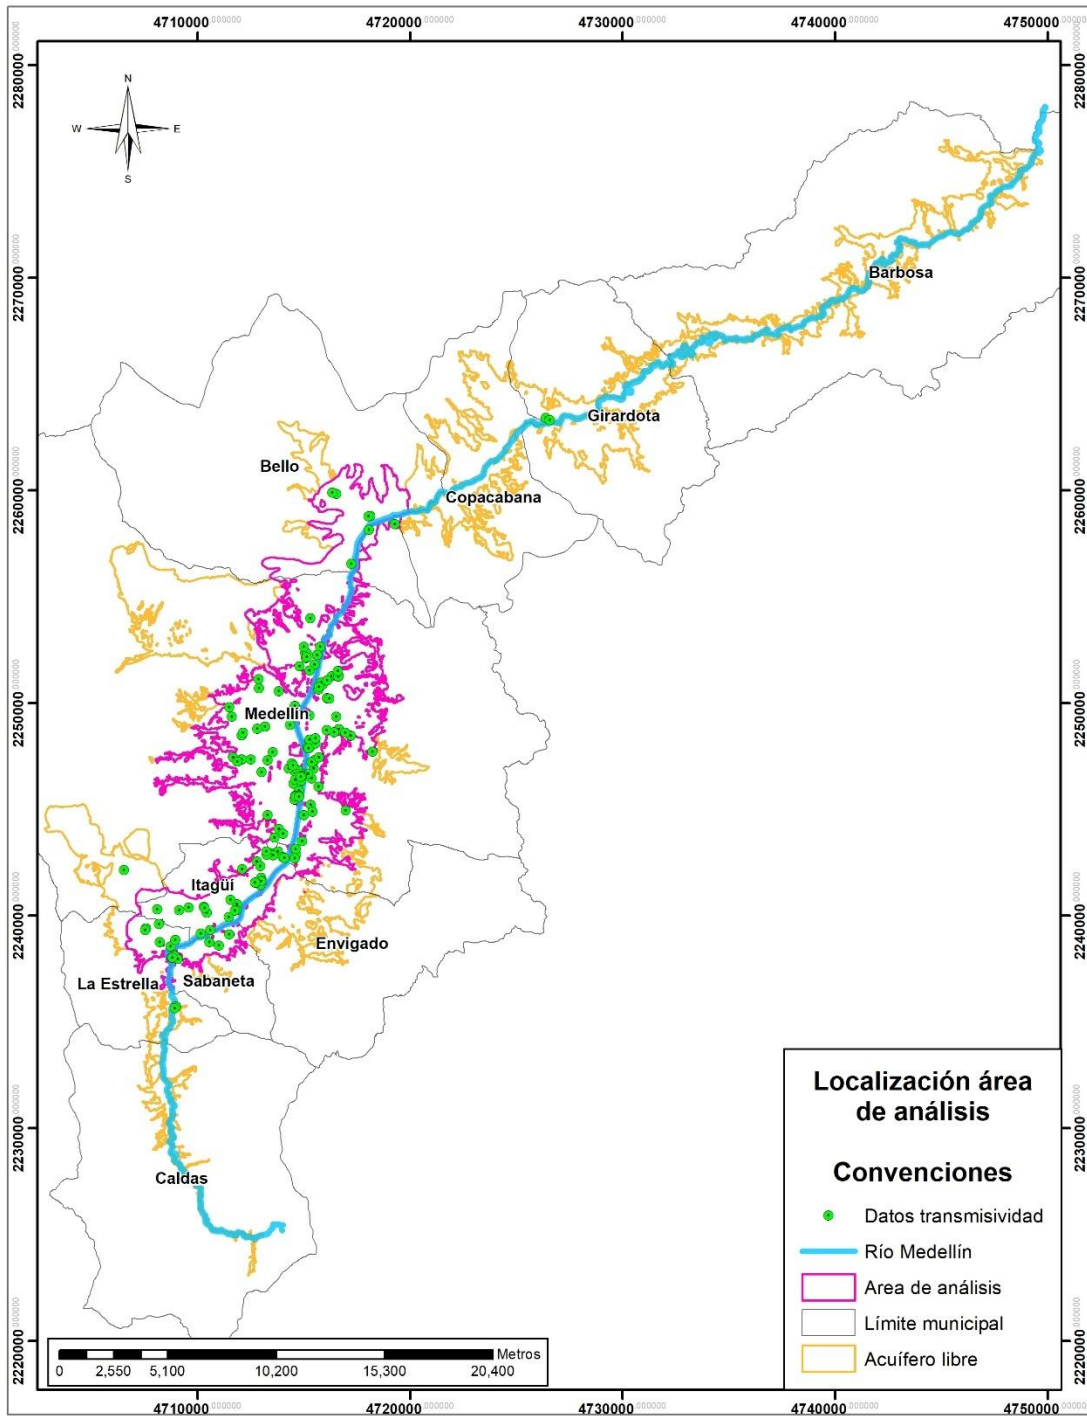 4710000.000000 4720000.000000 4730000.000000 4740000.000000 4750000.000000
2280000.000000 2280000.000000
N
W E
S
2270000.000000 Barbosa 2270000.000000
Girardota
Bello
2260000.000000 Copacabana 2260000.000000
2250000.000000 Medellín 2250000.000000
Itagüí
2240000.000000 2240000.000000
Envigado
La Estrella Sabaneta
2230000.000000 2230000.000000
Caldas
Localización área
de análisis
Convenciones
Datos transmisividad
Río Medellín
Area de análisis
Límite municipal
Acuífero libre
2220000.000000 2220000.000000
Metros
0 2,550 5,100 10,200 15,300 20,400
4710000.000000 4720000.000000 4730000.000000 4740000.000000 4750000.000000